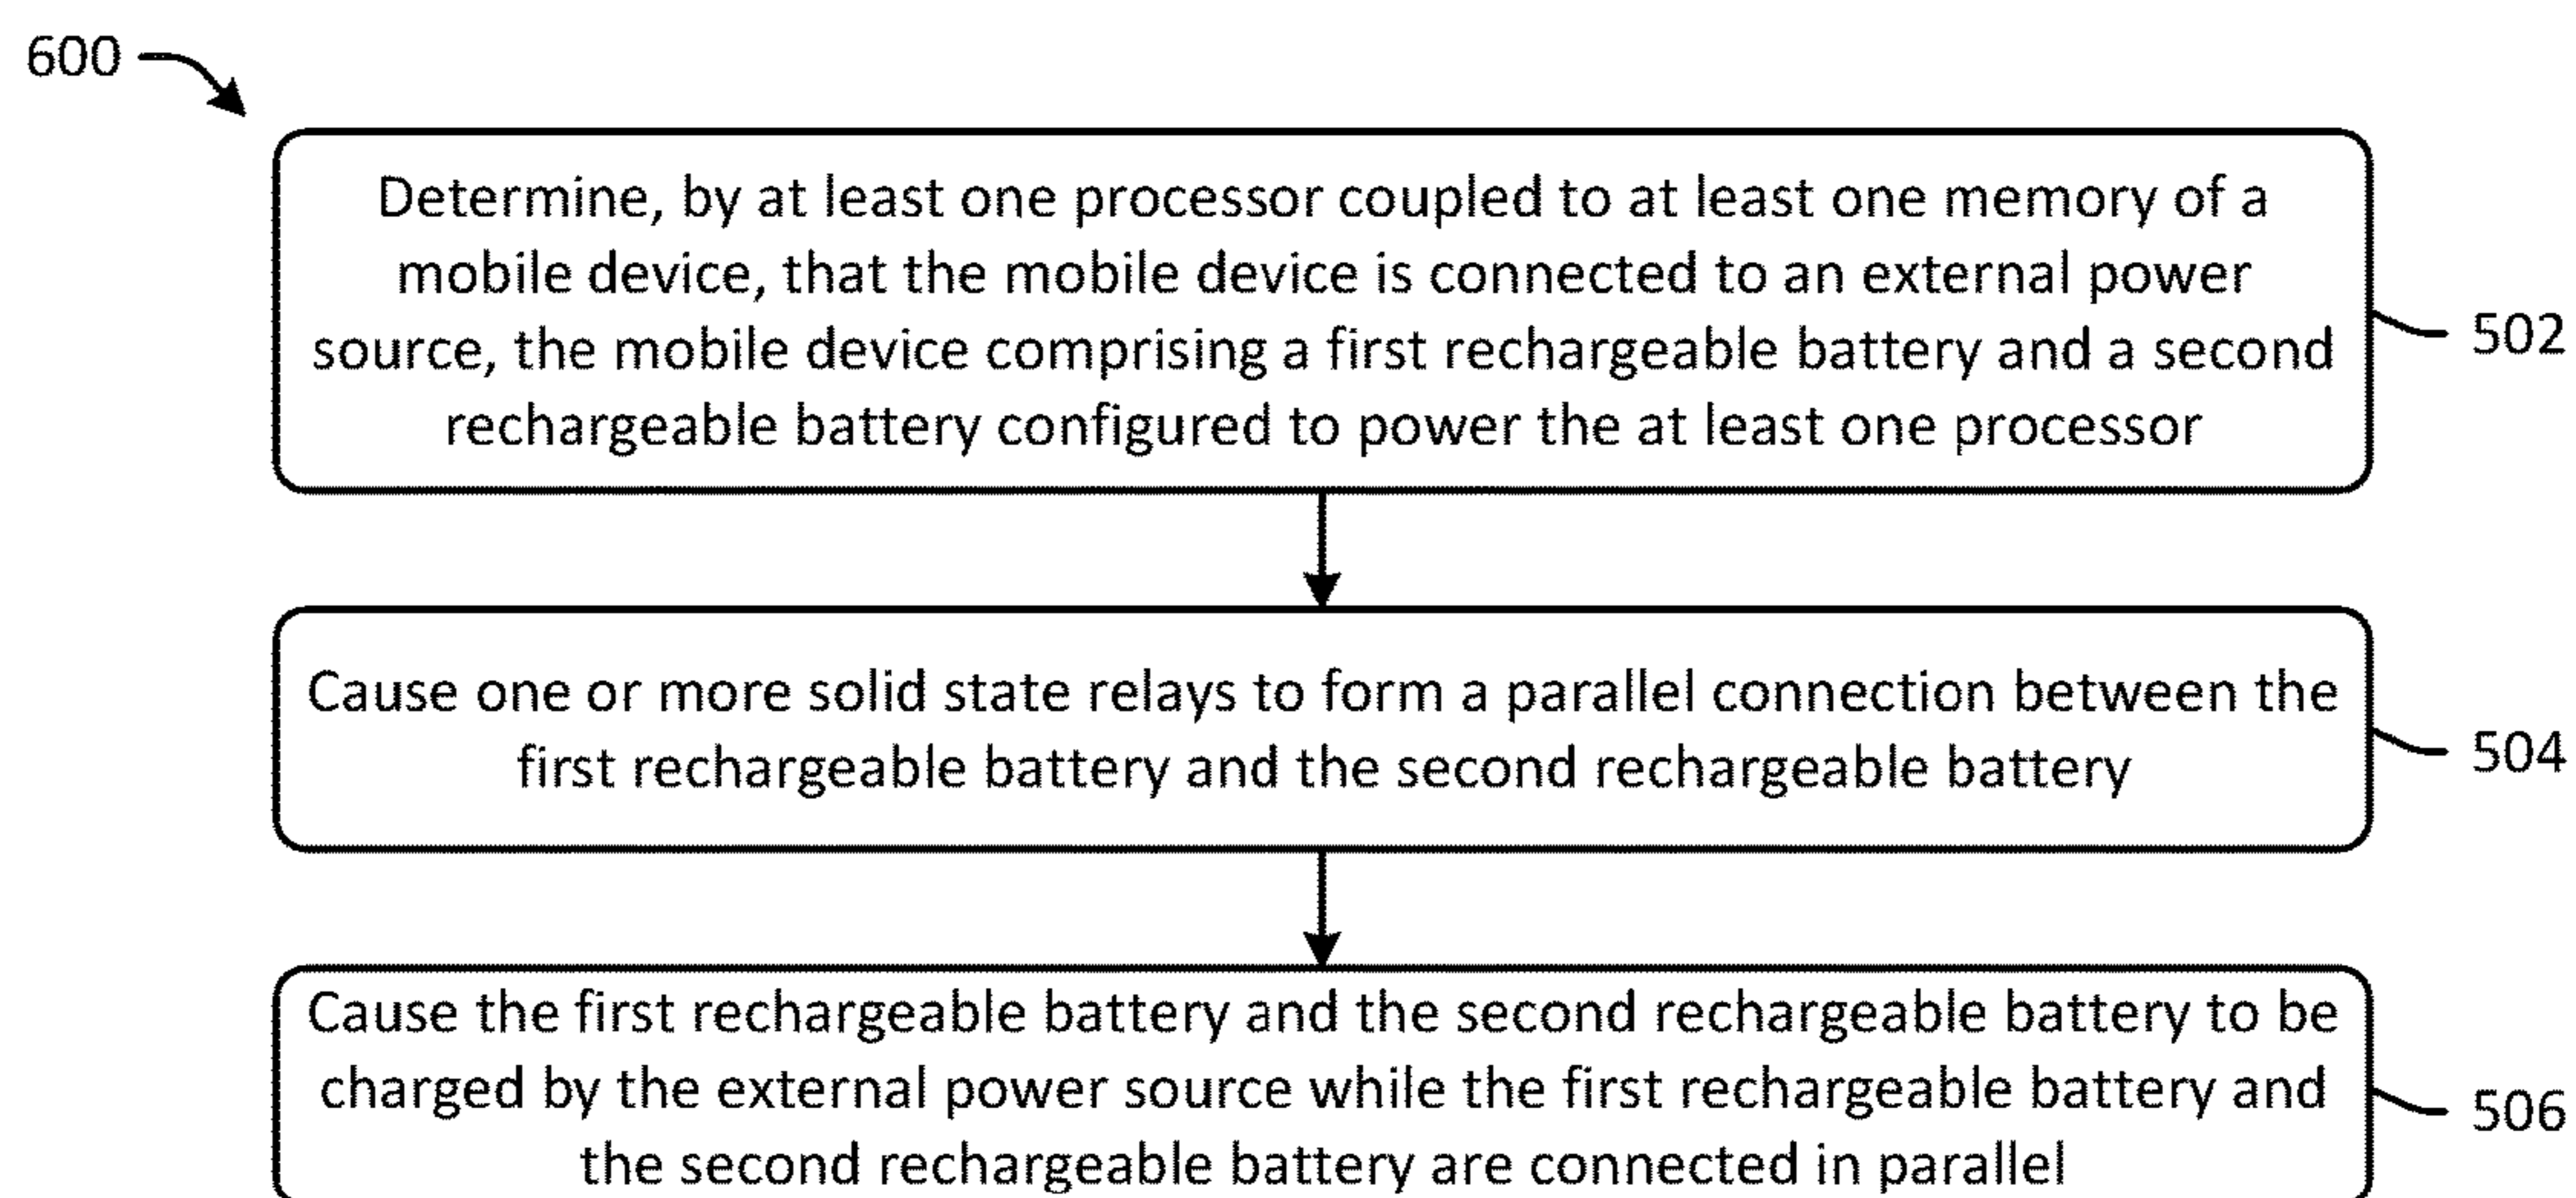 600
Determine, by at least one processor coupled to at least one memory of a
mobile device, that the mobile device is connected to an external power
source, the mobile device comprising a first rechargeable battery and a second
rechargeable battery configured to power the at least one processor
502
Cause one or more solid state relays to form a parallel connection between the
first rechargeable battery and the second rechargeable battery
504
Cause the first rechargeable battery and the second rechargeable battery to be
charged by the external power source while the first rechargeable battery and
the second rechargeable battery are connected in parallel
506